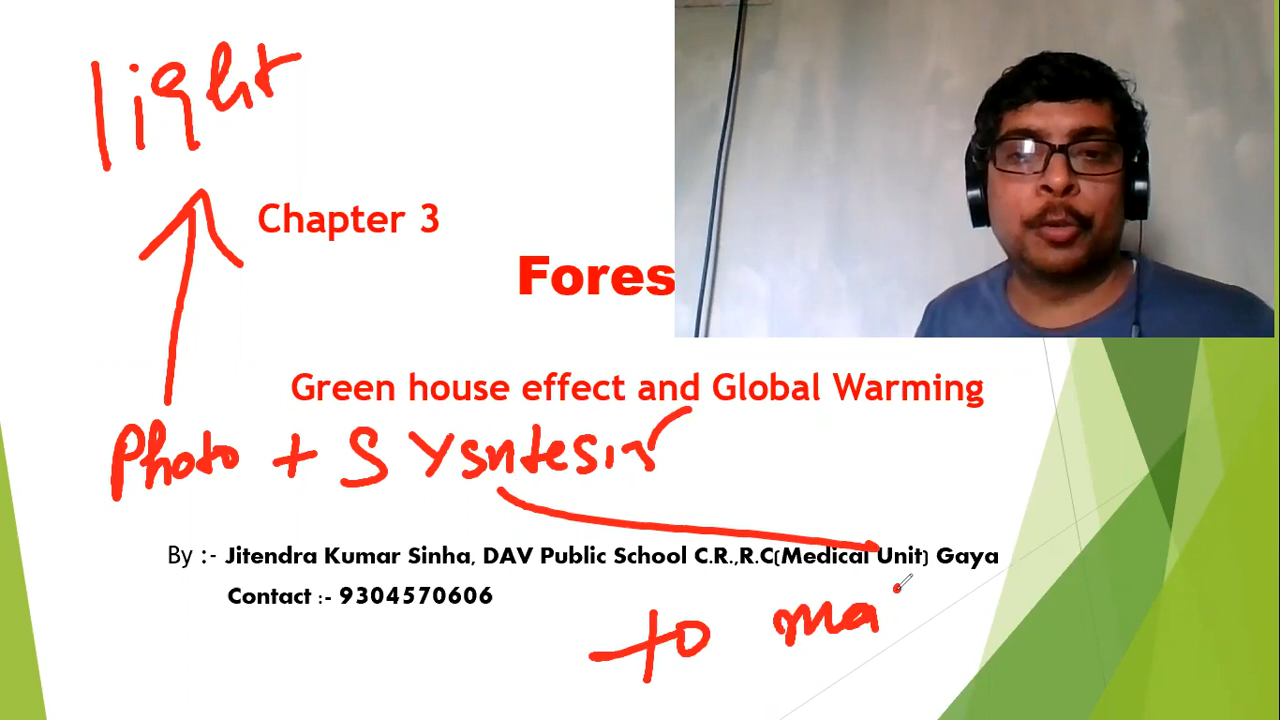 light
Chapter 3
Fores
Green house effect and Global Warming
Photo + SYsntesis
By :- Jitendra Kumar Sinha, DAV Public School C.R.,R.C(Medical Unit) Gaya
Contact :- 9304570606
to ma